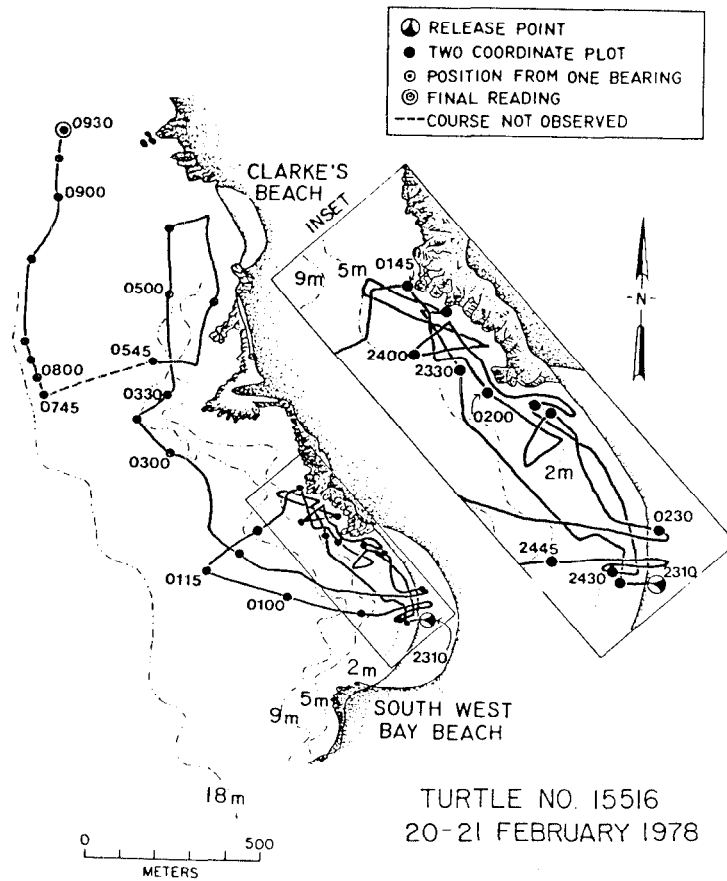 RELEASE POINT
TWO COORDINATE PLOT
POSITION FROM ONE BEARING
FINAL READING
COURSE NOT OBSERVED
0930
0900
CLARKE'S
BEACH
INSET
9m
5m
0145
N
0500
0545
0800
0745
0330
2400
2330
0200
0300
2m
0230
2445
2430
2310
0115
0100
2310
2m
5m
9m
SOUTH WEST
BAY BEACH
18m
TURTLE NO. 15516
20-21 FEBRUARY 1978
0
500
METERS